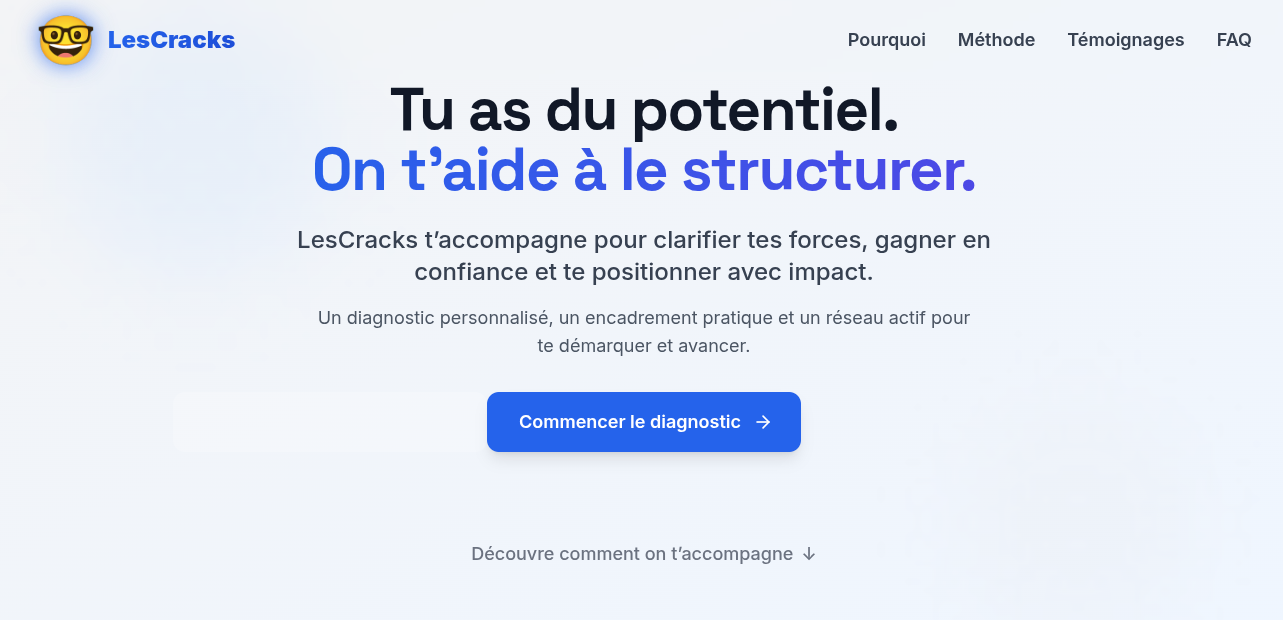 LesCracks
Pourquoi
Méthode
Témoignages
FAQ
Tu as du potentiel.
On t’aide à le structurer.
LesCracks t’accompagne pour clarifier tes forces, gagner en
confiance et te positionner avec impact.
Un diagnostic personnalisé, un encadrement pratique et un réseau actif pour
te démarquer et avancer.
Commencer le diagnostic →
Découvre comment on t’accompagne ↓